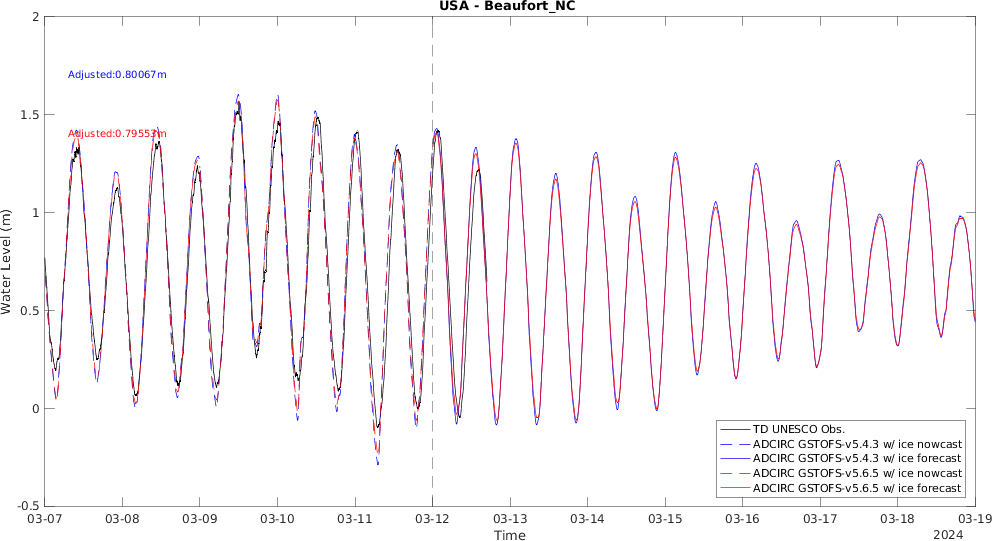 USA - Beaufort_NC
2
Adjusted:0.80067m
1.5
Adjusted:0.79553m
1
Water Level (m)
0.5
0
-0.5
TD UNESCO Obs.
ADCIRC GSTOFS-v5.4.3 w/ ice nowcast
ADCIRC GSTOFS-v5.4.3 w/ ice forecast
ADCIRC GSTOFS-v5.6.5 w/ ice nowcast
ADCIRC GSTOFS-v5.6.5 w/ ice forecast
03-07 03-08 03-09 03-10 03-11 03-12 03-13 03-14 03-15 03-16 03-17 03-18 03-19
Time
2024